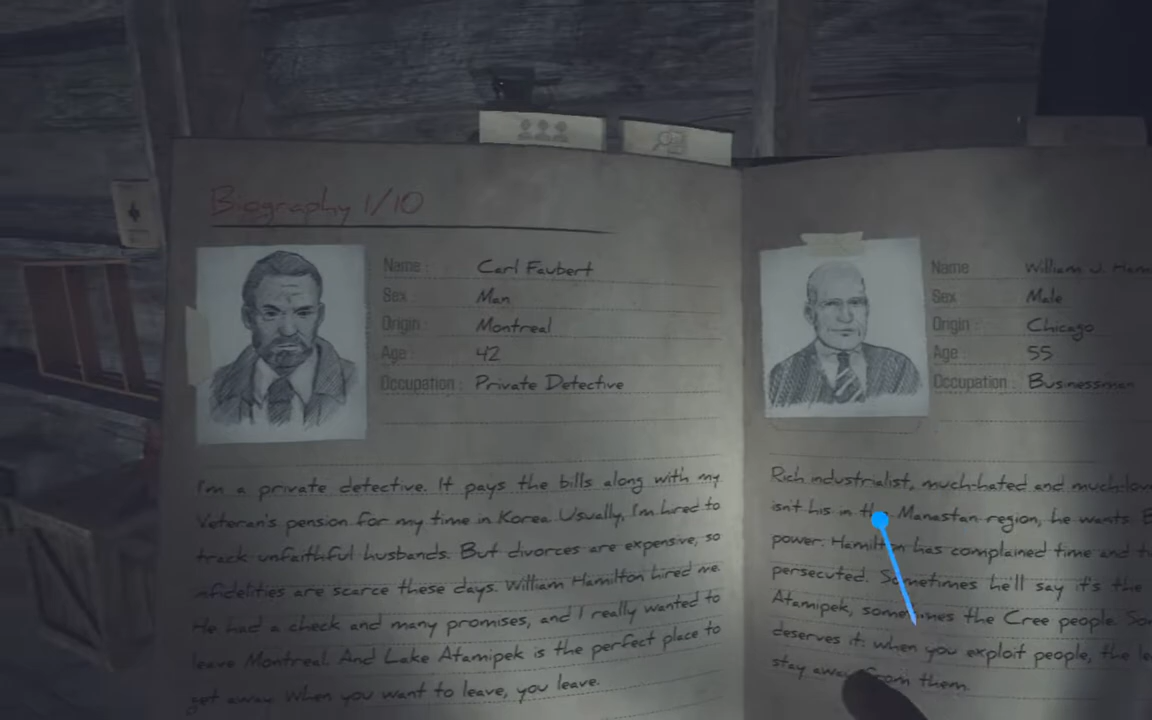 Biography 1/10
Name : Carl Faubert
Sex : Man
Origin : Montreal
Age : 42
Occupation : Private Detective
I'm a private detective. It pays the bills along with my
Veteran's pension for my time in Korea. Usually, I'm hired to
track unfaithful husbands. But divorces are expensive, so
infidelities are scarce these days. William Hamilton hired me.
He had a check and many promises, and I really wanted to
leave Montreal. And Lake Atamipek is the perfect place to
get away. When you want to leave, you leave.
Name William J. Ham
Sex Male
Origin : Chicago
Age : 55
Occupation : Businessman
Rich industrialist, much-hated and much-lov
isn't his in the Manastan region, he wants
power. Hamilton has complained time and
persecuted. Sometimes he'll say it's the
Atamipek, sometimes the Cree people. So
deserves it: when you exploit people, the le
stay away from them.